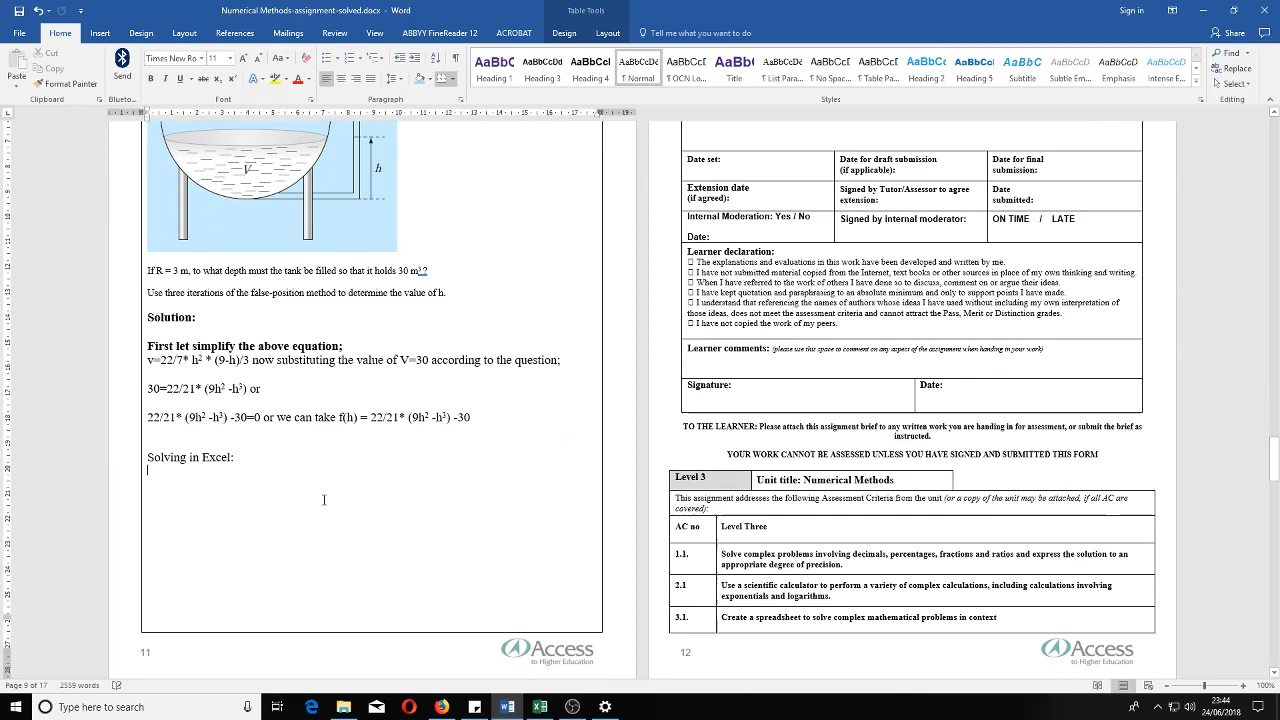 Numerical Methods-assignment-solved.docx - Word
Table Tools
Sign in
File
Home
Insert
Draw
Design
Layout
References
Mailings
Review
View
ABBYY FineReader 12
ACROBAT
Design
Layout
Tell me what you want to do
Share
Paste
Cut
Copy
Format Painter
Clipboard
Send
Bluetoo...
Times New Ro
11
Font
Paragraph
AaBbC
Heading 1
AaBbCcDd
Heading 3
AaBbCcI
Heading 4
AaBbCcDd
¶ Normal
¶ OCN Lo...
Title
¶ List Para...
¶ No Spac...
¶ Table Pa...
Heading 2
Heading 5
Subtitle
Subtle Em...
Emphasis
Intense E...
Styles
Find
Replace
Select
Editing
V
h
If R = 3 m, to what depth must the tank be filled so that it holds 30 m³?
Use three iterations of the false-position method to determine the value of h.
Solution:
First let simplify the above equation;
v=22/7* h² * (9-h)/3 now substituting the value of V=30 according to the question;
30=22/21* (9h² -h³) or
22/21* (9h² -h³) -30=0 or we can take f(h) = 22/21* (9h² -h³) -30
Solving in Excel:
11
Access
to Higher Education
Date set:
Date for draft submission
(if applicable):
Date for final
submission:
Extension date
(if agreed):
Signed by Tutor/Assessor to agree
extension:
Date
submitted:
Internal Moderation: Yes / No
Date:
Signed by internal moderator:
ON TIME / LATE
Learner declaration:
□ The explanations and evaluations in this work have been developed and written by me.
□ I have not submitted material copied from the Internet, text books or other sources in place of my own thinking and writing.
□ When I have referred to the work of others I have done so to discuss, comment on or argue their ideas.
□ I have kept quotation and paraphrasing to an absolute minimum and only to support points I have made.
□ I understand that referencing the names of authors whose ideas I have used without including my own interpretation of
those ideas, does not meet the assessment criteria and cannot attract the Pass, Merit or Distinction grades.
□ I have not copied the work of my peers.
Learner comments: (please use this space to comment on any aspect of the assignment when handing in your work)
Signature:
Date:
TO THE LEARNER: Please attach this assignment brief to any written work you are handing in for assessment, or submit the brief as
instructed.
YOUR WORK CANNOT BE ASSESSED UNLESS YOU HAVE SIGNED AND SUBMITTED THIS FORM
Level 3
Unit title: Numerical Methods
This assignment addresses the following Assessment Criteria from the unit (or a copy of the unit may be attached, if all AC are
covered):
AC no
Level Three
1.1.
Solve complex problems involving decimals, percentages, fractions and ratios and express the solution to an
appropriate degree of precision.
2.1
Use a scientific calculator to perform a variety of complex calculations, including calculations involving
exponentials and logarithms.
3.1.
Create a spreadsheet to solve complex mathematical problems in context
12
Access
to Higher Education
Page 9 of 17
2559 words
100%
Type here to search
23:44
24/06/2018